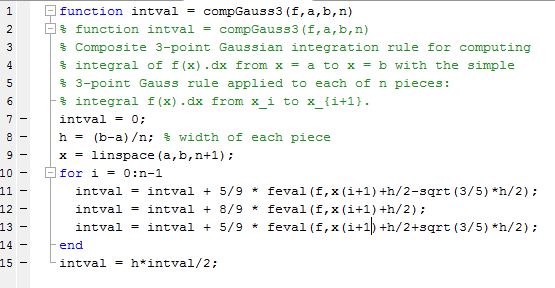 1 function intval = compGauss3(f,a,b,n)
2 % function intval = compGauss3(f,a,b,n)
3 % Composite 3-point Gaussian integration rule for computing
4 % integral of f(x).dx from x = a to x = b with the simple
5 % 3-point Gauss rule applied to each of n pieces:
6 % integral f(x).dx from x_i to x_{i+1}.
7 - intval = 0;
8 - h = (b-a)/n; % width of each piece
9 - x = linspace(a,b,n+1);
10 - for i = 0:n-1
11 - intval = intval + 5/9 * feval(f,x(i+1)+h/2-sqrt(3/5)*h/2);
12 - intval = intval + 8/9 * feval(f,x(i+1)+h/2);
13 - intval = intval + 5/9 * feval(f,x(i+1)+h/2+sqrt(3/5)*h/2);
14 - end
15 - intval = h*intval/2;